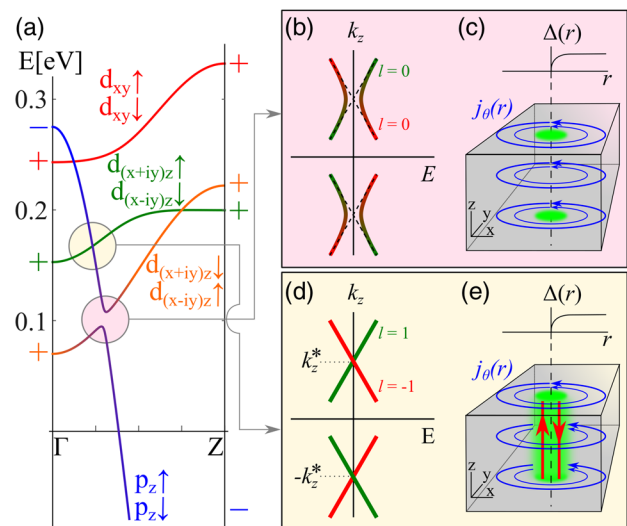 (a)
E[eV]
0.3
0.2
0.1
Γ
Z
−
+
+
+
d_xy↑
d_xy↓
d_(x+iy)z↑
d_(x-iy)z↓
d_(x+iy)z↓
d_(x-iy)z↑
p_z↑
p_z↓
+
+
+
−
(b)
k_z
l = 0
l = 0
E
(c)
Δ(r)
r
j_θ(r)
z
y
x
(d)
k_z
k_z^*
l = 1
l = -1
E
-k_z^*
(e)
Δ(r)
r
j_θ(r)
z
y
x